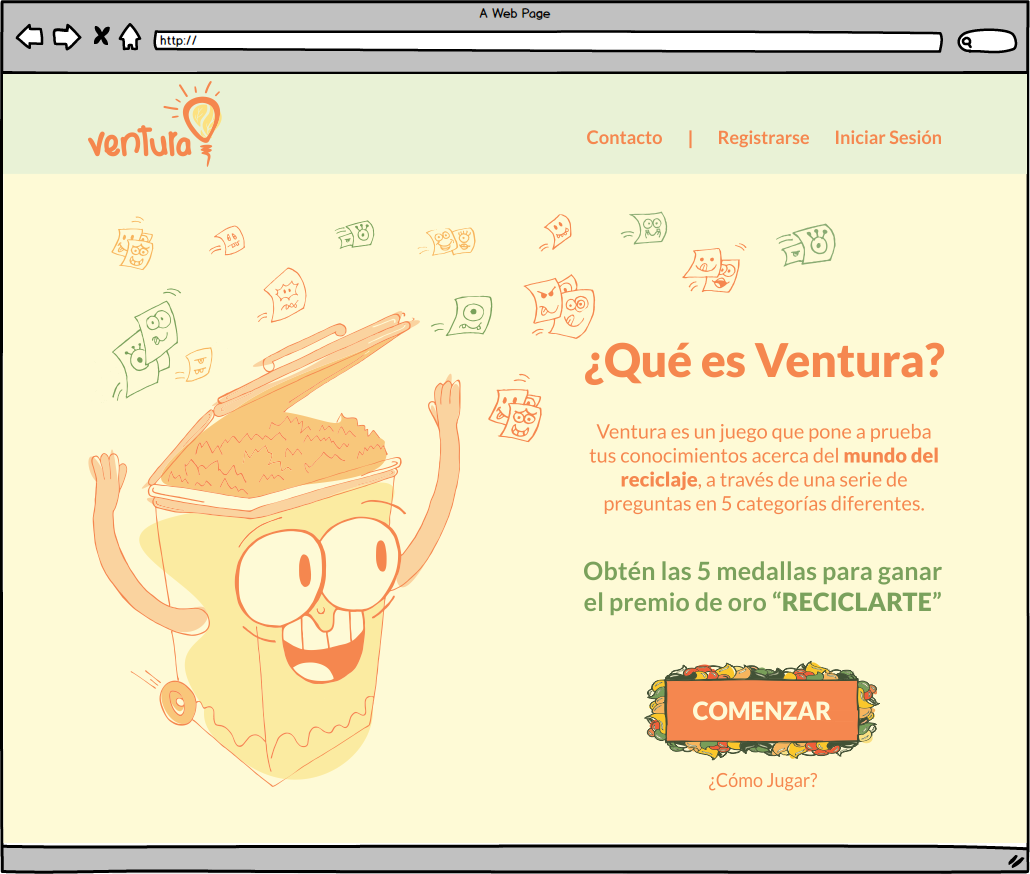 A Web Page
http://
ventura
Contacto | Registrarse Iniciar Sesión
¿Qué es Ventura?
Ventura es un juego que pone a prueba
tus conocimientos acerca del mundo del
reciclaje, a través de una serie de
preguntas en 5 categorías diferentes.
Obtén las 5 medallas para ganar
el premio de oro “RECICLARTE”
COMENZAR
¿Cómo Jugar?